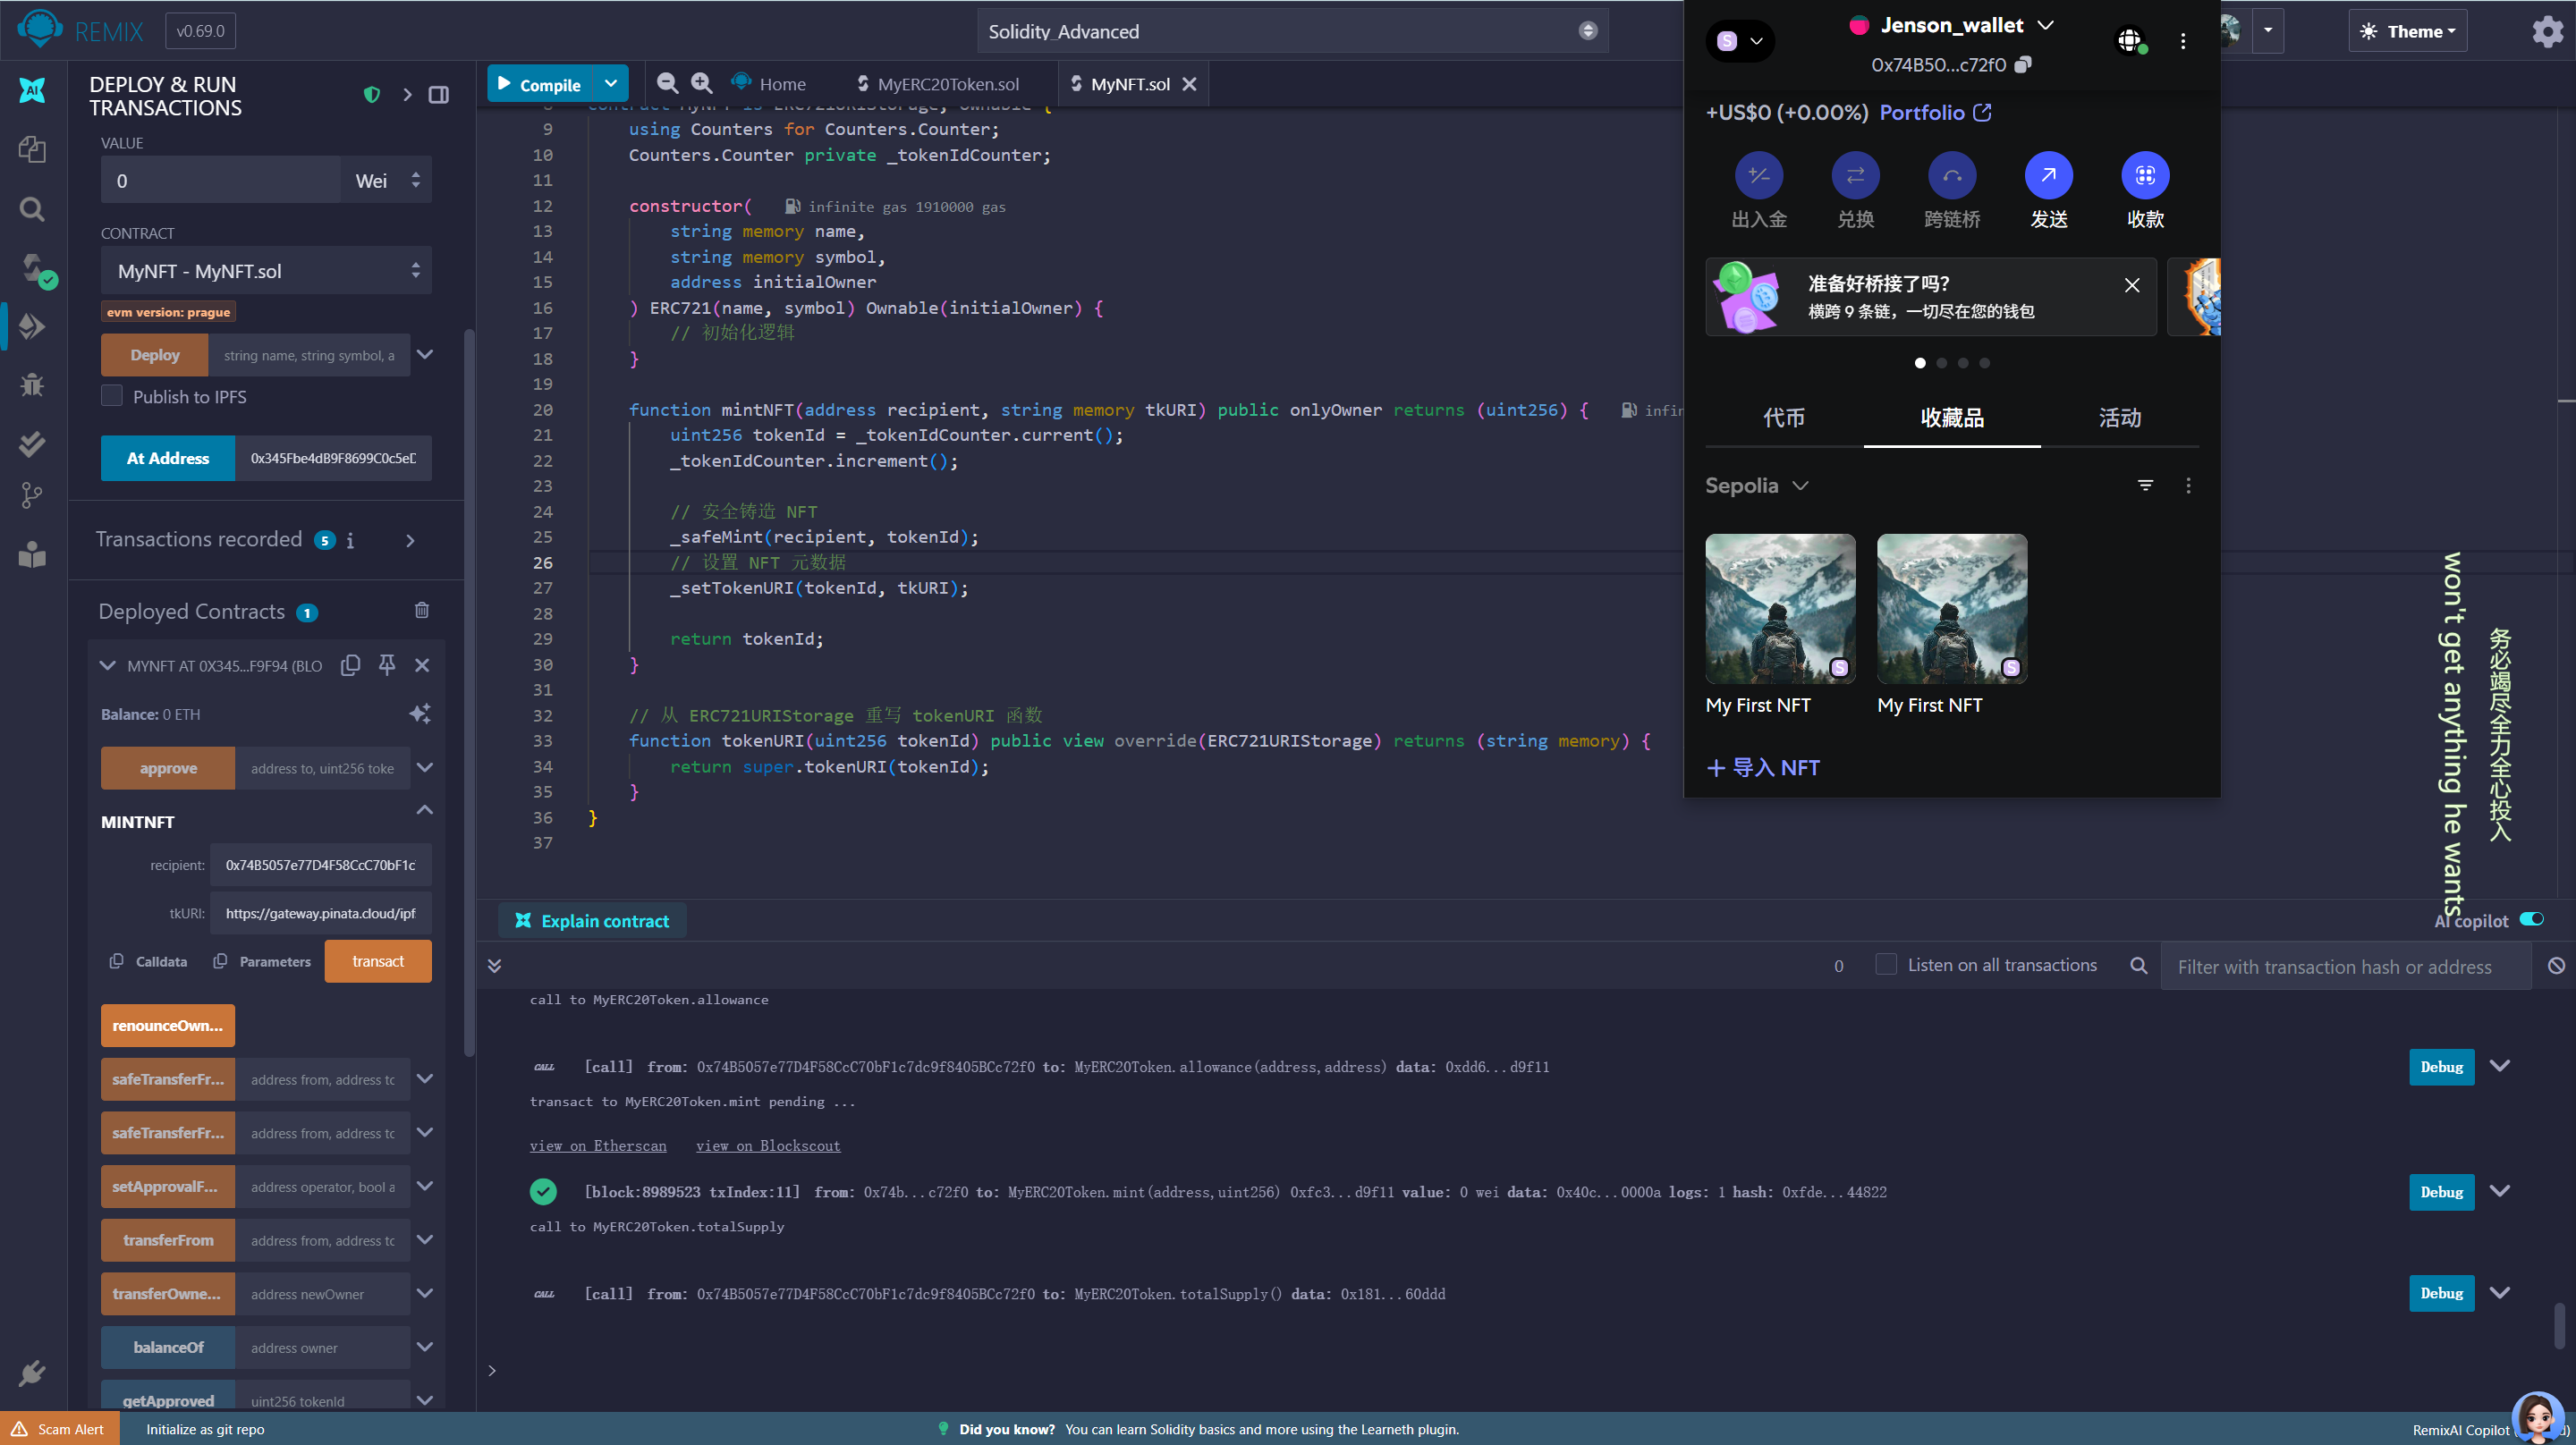 REMIX
v0.69.0
Solidity_Advanced
Theme
DEPLOY & RUN
TRANSACTIONS
VALUE
0
Wei
CONTRACT
MyNFT - MyNFT.sol
evm version: prague
Deploy
string name, string symbol, a
Publish to IPFS
At Address
0x345Fbe4dB9F8699C0c5eD
Transactions recorded 5 i
Deployed Contracts 1
MYNFT AT 0X345...F9F94 (BLO
Balance: 0 ETH
approve
address to, uint256 toke
MINTNFT
recipient:
0x74B5057e77D4F58CcC70bF1c
tkURI:
https://gateway.pinata.cloud/ipf
Calldata
Parameters
transact
renounceOwn...
safeTransferFr...
address from, address to
safeTransferFr...
address from, address to
setApprovalF...
address operator, bool a
transferFrom
address from, address to
transferOwne...
address newOwner
balanceOf
address owner
getApproved
uint256 tokenId
Compile
Home
MyERC20Token.sol
MyNFT.sol
8 contract MyNFT is ERC721URIStorage, Ownable {
9 using Counters for Counters.Counter;
10 Counters.Counter private _tokenIdCounter;
11
12 constructor( infinite gas 1910000 gas
13 string memory name,
14 string memory symbol,
15 address initialOwner
16 ) ERC721(name, symbol) Ownable(initialOwner) {
17 // 初始化逻辑
18 }
19
20 function mintNFT(address recipient, string memory tkURI) public onlyOwner returns (uint256) { infin
21 uint256 tokenId = _tokenIdCounter.current();
22 _tokenIdCounter.increment();
23
24 // 安全铸造 NFT
25 _safeMint(recipient, tokenId);
26 // 设置 NFT 元数据
27 _setTokenURI(tokenId, tkURI);
28
29 return tokenId;
30 }
31
32 // 从 ERC721URIStorage 重写 tokenURI 函数
33 function tokenURI(uint256 tokenId) public view override(ERC721URIStorage) returns (string memory) {
34 return super.tokenURI(tokenId);
35 }
36 }
37
S
Jenson_wallet
0x74B50...c72f0
+US$0 (+0.00%) Portfolio
出入金
兑换
跨链桥
发送
收款
准备好桥接了吗?
横跨 9 条链，一切尽在您的钱包
代币
收藏品
活动
Sepolia
S
S
My First NFT
My First NFT
+ 导入 NFT
务必竭尽全力全心投入
won't get anything he wants
Explain contract
AI copilot
0
Listen on all transactions
Filter with transaction hash or address
call to MyERC20Token.allowance
CALL [call] from: 0x74B5057e77D4F58CcC70bF1c7dc9f8405BCc72f0 to: MyERC20Token.allowance(address,address) data: 0xdd6...d9f11
Debug
transact to MyERC20Token.mint pending ...
view on Etherscan view on Blockscout
[block:8989523 txIndex:11] from: 0x74b...c72f0 to: MyERC20Token.mint(address,uint256) 0xfc3...d9f11 value: 0 wei data: 0x40c...0000a logs: 1 hash: 0xfde...44822
Debug
call to MyERC20Token.totalSupply
CALL [call] from: 0x74B5057e77D4F58CcC70bF1c7dc9f8405BCc72f0 to: MyERC20Token.totalSupply() data: 0x181...60ddd
Debug
>
Scam Alert
Initialize as git repo
Did you know? You can learn Solidity basics and more using the Learneth plugin.
RemixAI Copilot